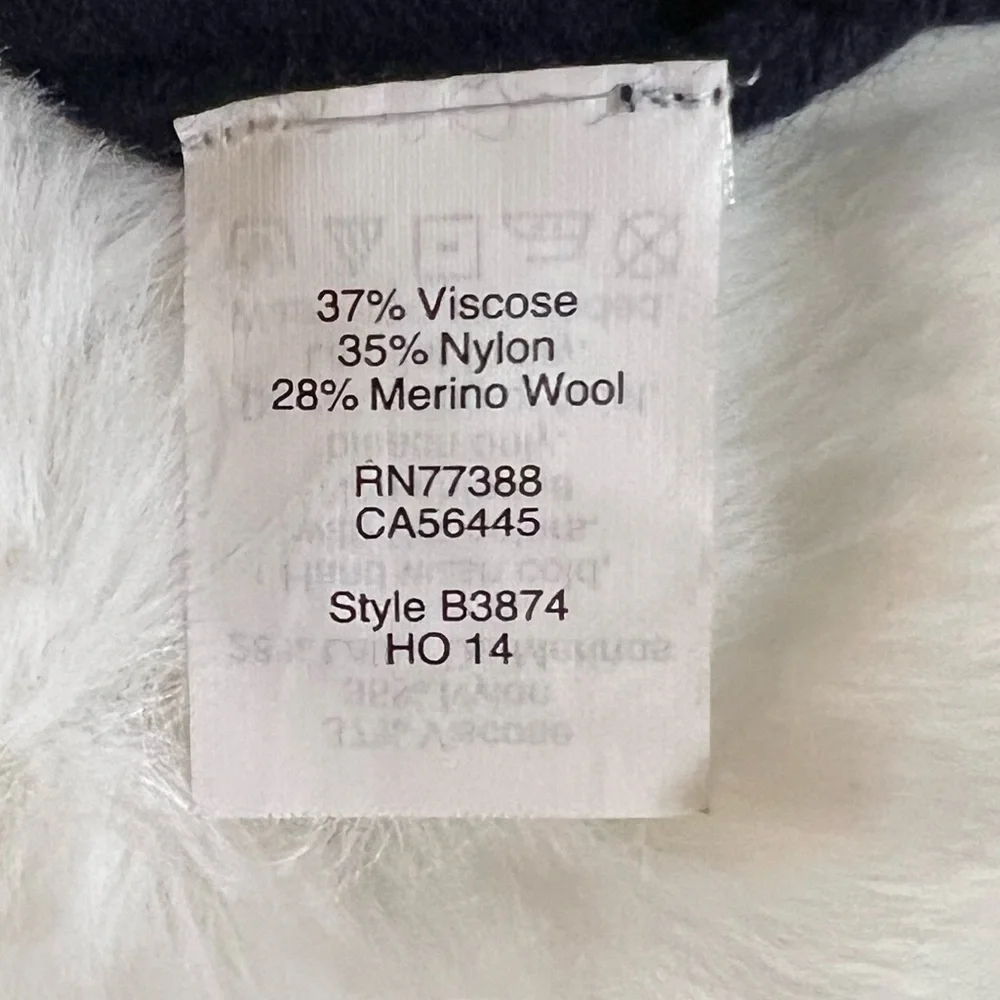 37% Viscose
35% Nylon
28% Merino Wool
RN77388
CA56445
Style B3874
HO 14